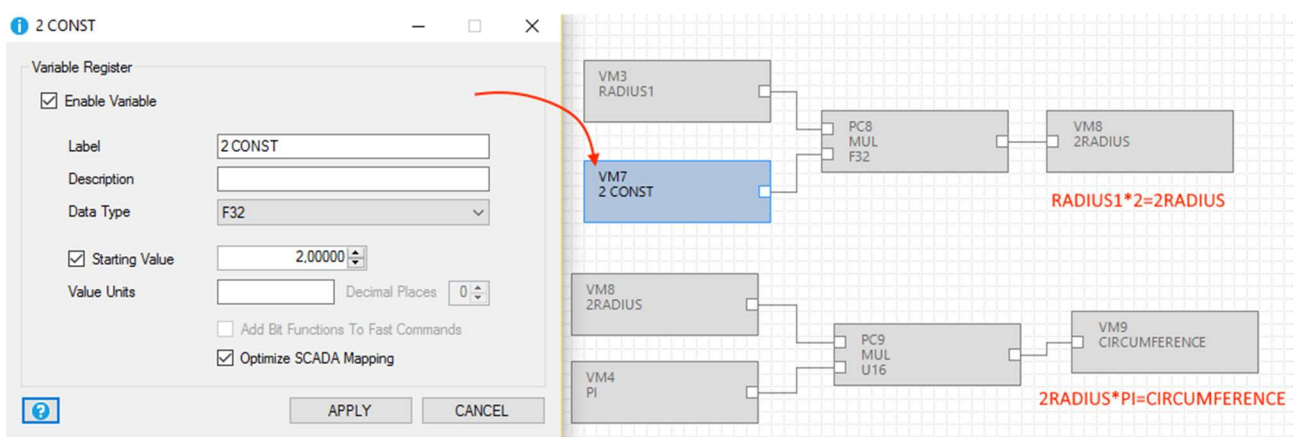 2 CONST
Variable Register
Enable Variable
Label
2 CONST
Description
Data Type
F32
Starting Value
2,00000
Value Units
Decimal Places
0
Add Bit Functions To Fast Commands
Optimize SCADA Mapping
?
APPLY
CANCEL
VM3
RADIUS1
VM7
2 CONST
PC8
MUL
F32
VM8
2RADIUS
RADIUS1*2=2RADIUS
VM8
2RADIUS
VM4
PI
PC9
MUL
U16
VM9
CIRCUMFERENCE
2RADIUS*PI=CIRCUMFERENCE